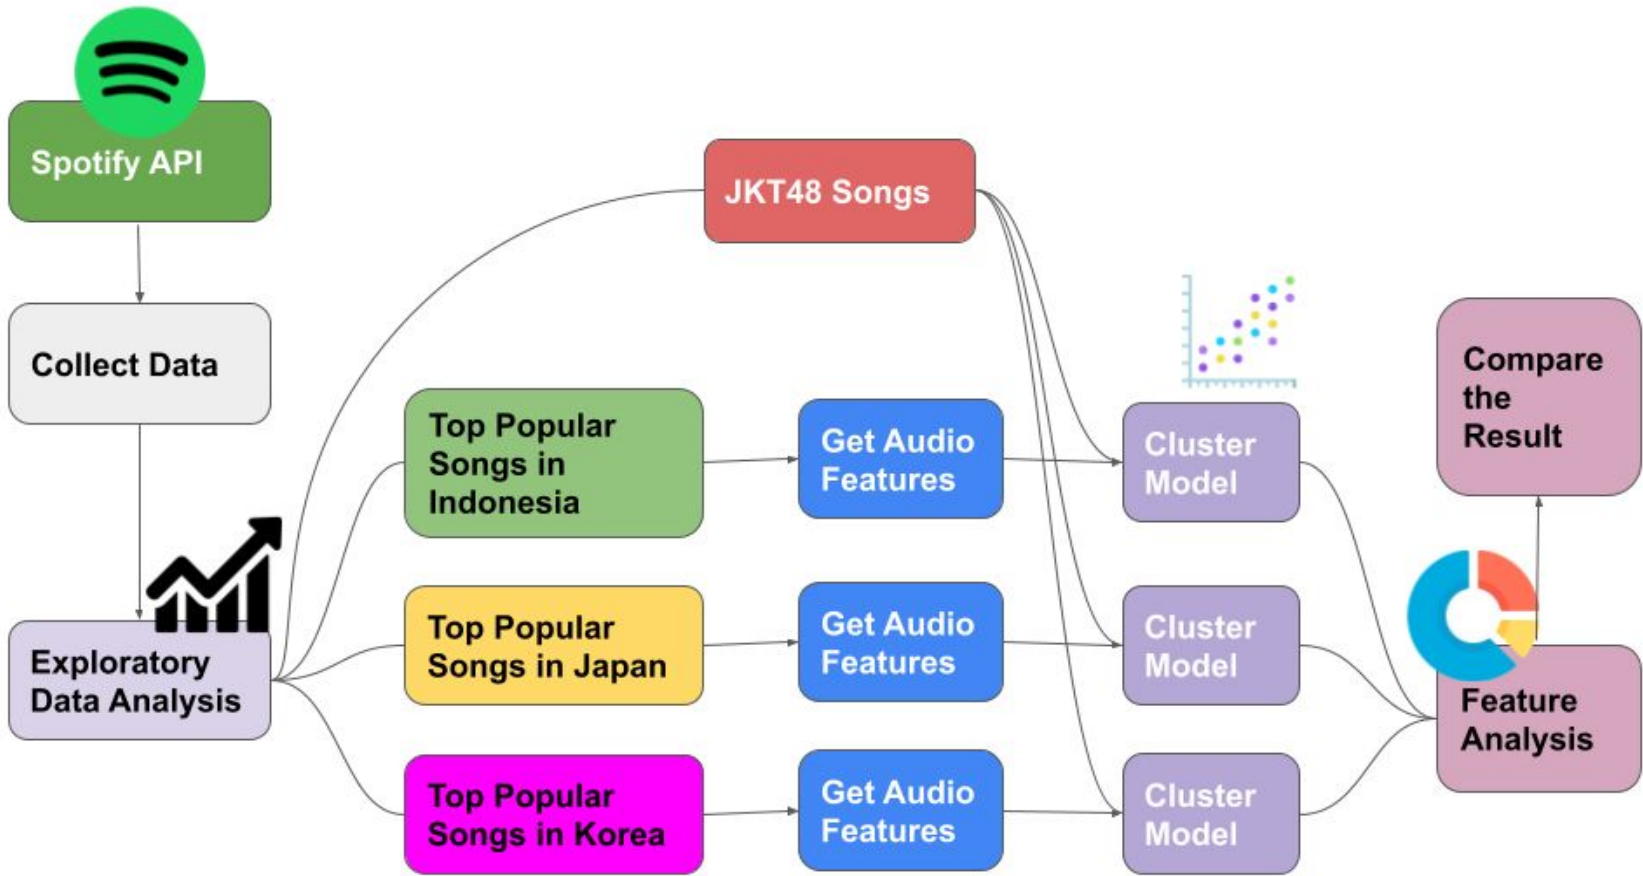 Spotify API
Collect Data
Exploratory
Data Analysis
JKT48 Songs
Top Popular
Songs in
Indonesia
Get Audio
Features
Cluster
Model
Top Popular
Songs in Japan
Get Audio
Features
Cluster
Model
Top Popular
Songs in Korea
Get Audio
Features
Cluster
Model
Feature
Analysis
Compare
the
Result